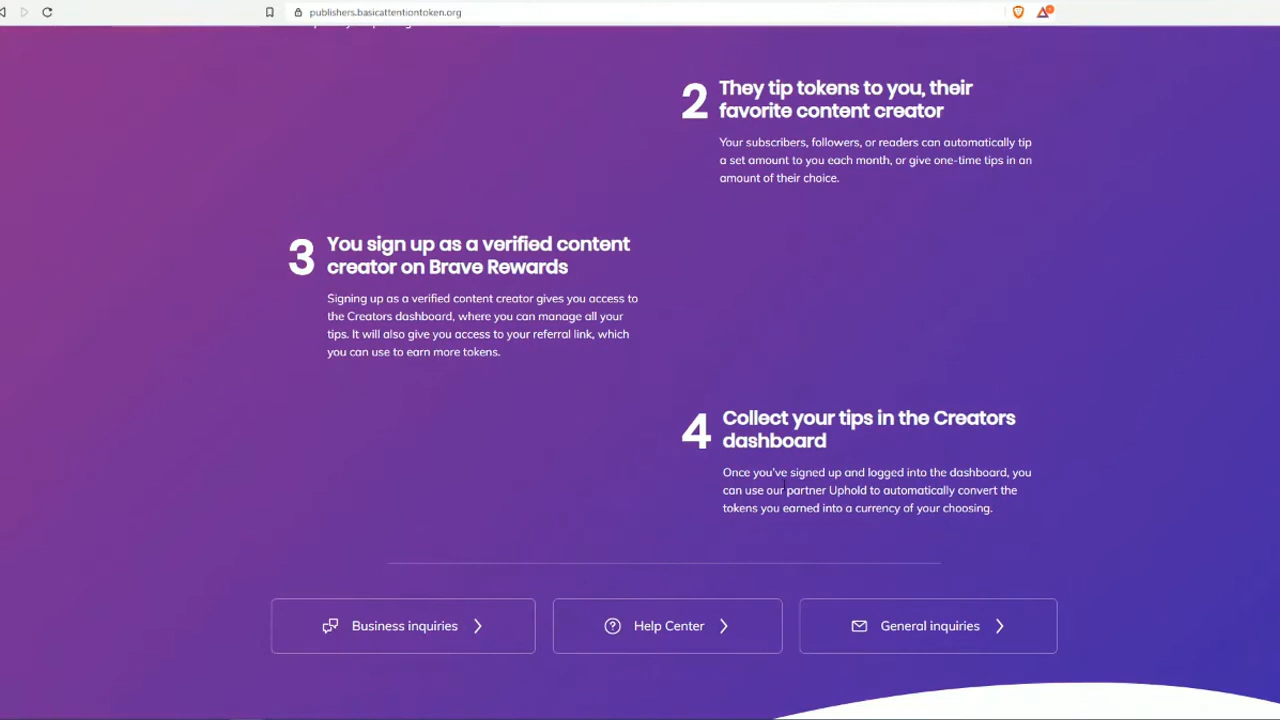 publishers.basicattentiontoken.org
2
They tip tokens to you, their
favorite content creator
Your subscribers, followers, or readers can automatically tip
a set amount to you each month, or give one-time tips in an
amount of their choice.
3
You sign up as a verified content
creator on Brave Rewards
Signing up as a verified content creator gives you access to
the Creators dashboard, where you can manage all your
tips. It will also give you access to your referral link, which
you can use to earn more tokens.
4
Collect your tips in the Creators
dashboard
Once you've signed up and logged into the dashboard, you
can use our partner Uphold to automatically convert the
tokens you earned into a currency of your choosing.
Business inquiries
Help Center
General inquiries